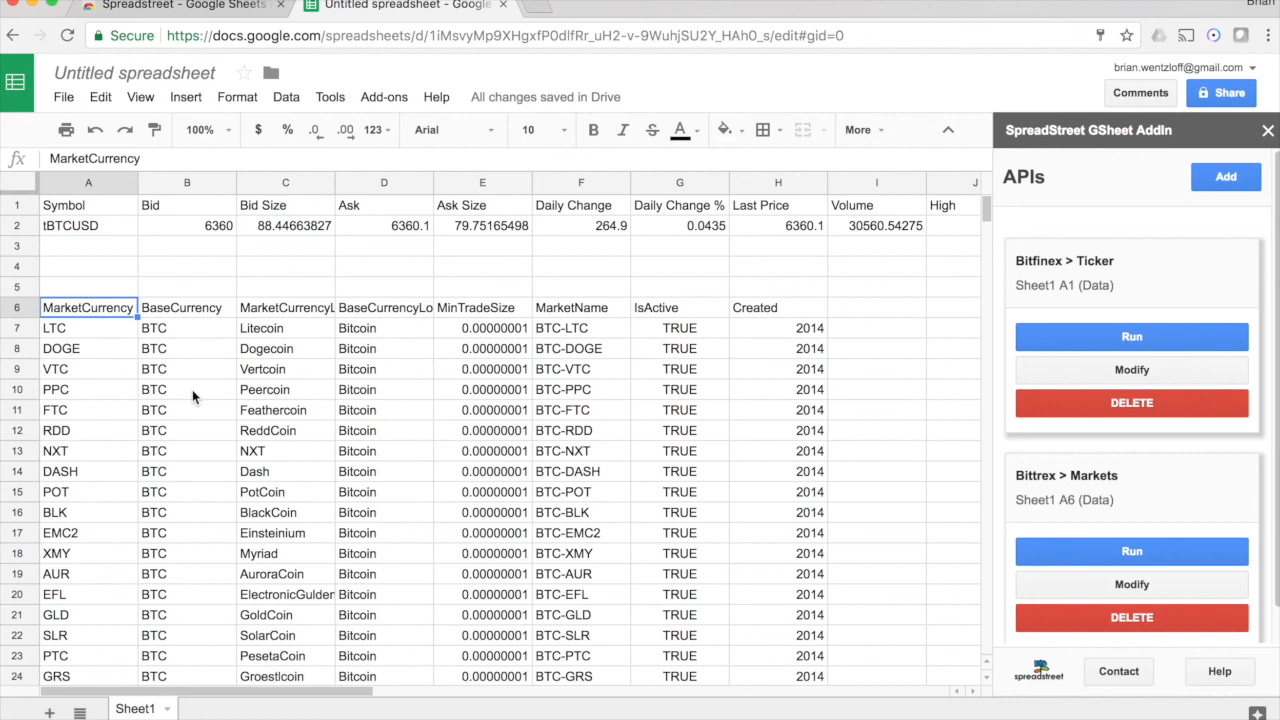 Spreadstreet - Google Sheets
Untitled spreadsheet - Google
Brian
Secure https://docs.google.com/spreadsheets/d/1iMsvyMp9XHgxfP0dlfRr_uH2-v-9WuhjSU2Y_HAh0_s/edit#gid=0
Untitled spreadsheet
brian.wentzloff@gmail.com
File Edit View Insert Format Data Tools Add-ons Help All changes saved in Drive
Comments Share
100% $ % .0 .00 123 Arial 10 B I S A More
fx MarketCurrency
A B C D E F G H I J
1 Symbol Bid Bid Size Ask Ask Size Daily Change Daily Change % Last Price Volume High
2 tBTCUSD 6360 88.44663827 6360.1 79.75165498 264.9 0.0435 6360.1 30560.54275
3
4
5
6 MarketCurrency BaseCurrency MarketCurrencyL BaseCurrencyLo MinTradeSize MarketName IsActive Created
7 LTC BTC Litecoin Bitcoin 0.00000001 BTC-LTC TRUE 2014
8 DOGE BTC Dogecoin Bitcoin 0.00000001 BTC-DOGE TRUE 2014
9 VTC BTC Vertcoin Bitcoin 0.00000001 BTC-VTC TRUE 2014
10 PPC BTC Peercoin Bitcoin 0.00000001 BTC-PPC TRUE 2014
11 FTC BTC Feathercoin Bitcoin 0.00000001 BTC-FTC TRUE 2014
12 RDD BTC ReddCoin Bitcoin 0.00000001 BTC-RDD TRUE 2014
13 NXT BTC NXT Bitcoin 0.00000001 BTC-NXT TRUE 2014
14 DASH BTC Dash Bitcoin 0.00000001 BTC-DASH TRUE 2014
15 POT BTC PotCoin Bitcoin 0.00000001 BTC-POT TRUE 2014
16 BLK BTC BlackCoin Bitcoin 0.00000001 BTC-BLK TRUE 2014
17 EMC2 BTC Einsteinium Bitcoin 0.00000001 BTC-EMC2 TRUE 2014
18 XMY BTC Myriad Bitcoin 0.00000001 BTC-XMY TRUE 2014
19 AUR BTC AuroraCoin Bitcoin 0.00000001 BTC-AUR TRUE 2014
20 EFL BTC ElectronicGulden Bitcoin 0.00000001 BTC-EFL TRUE 2014
21 GLD BTC GoldCoin Bitcoin 0.00000001 BTC-GLD TRUE 2014
22 SLR BTC SolarCoin Bitcoin 0.00000001 BTC-SLR TRUE 2014
23 PTC BTC PesetaCoin Bitcoin 0.00000001 BTC-PTC TRUE 2014
24 GRS BTC Groestlcoin Bitcoin 0.00000001 BTC-GRS TRUE 2014
Sheet1
SpreadStreet GSheet AddIn
APIs Add
Bitfinex > Ticker
Sheet1 A1 (Data)
Run
Modify
DELETE
Bittrex > Markets
Sheet1 A6 (Data)
Run
Modify
DELETE
spreadstreet Contact Help